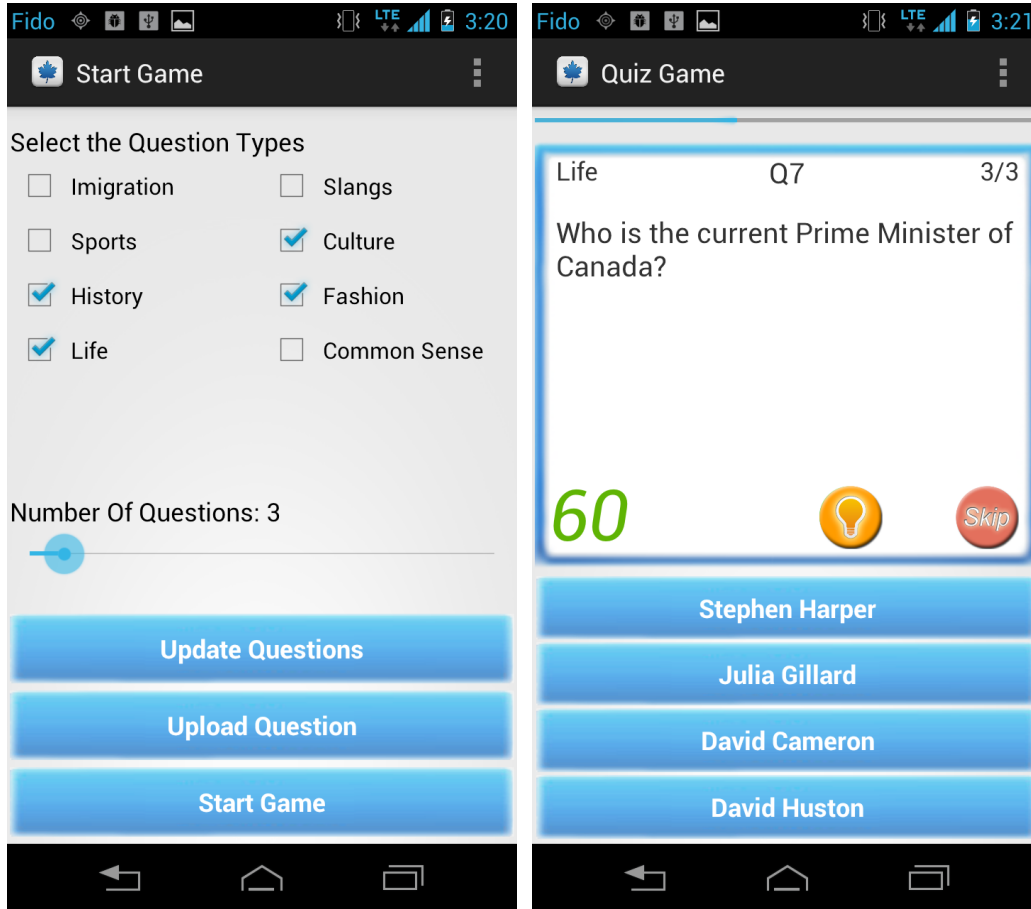 Fido LTE 3:20
Start Game
Select the Question Types
Imigration Slangs
Sports Culture
History Fashion
Life Common Sense
Number Of Questions: 3
Update Questions
Upload Question
Start Game
Fido LTE 3:21
Quiz Game
Life Q7 3/3
Who is the current Prime Minister of
Canada?
60 Skip
Stephen Harper
Julia Gillard
David Cameron
David Huston